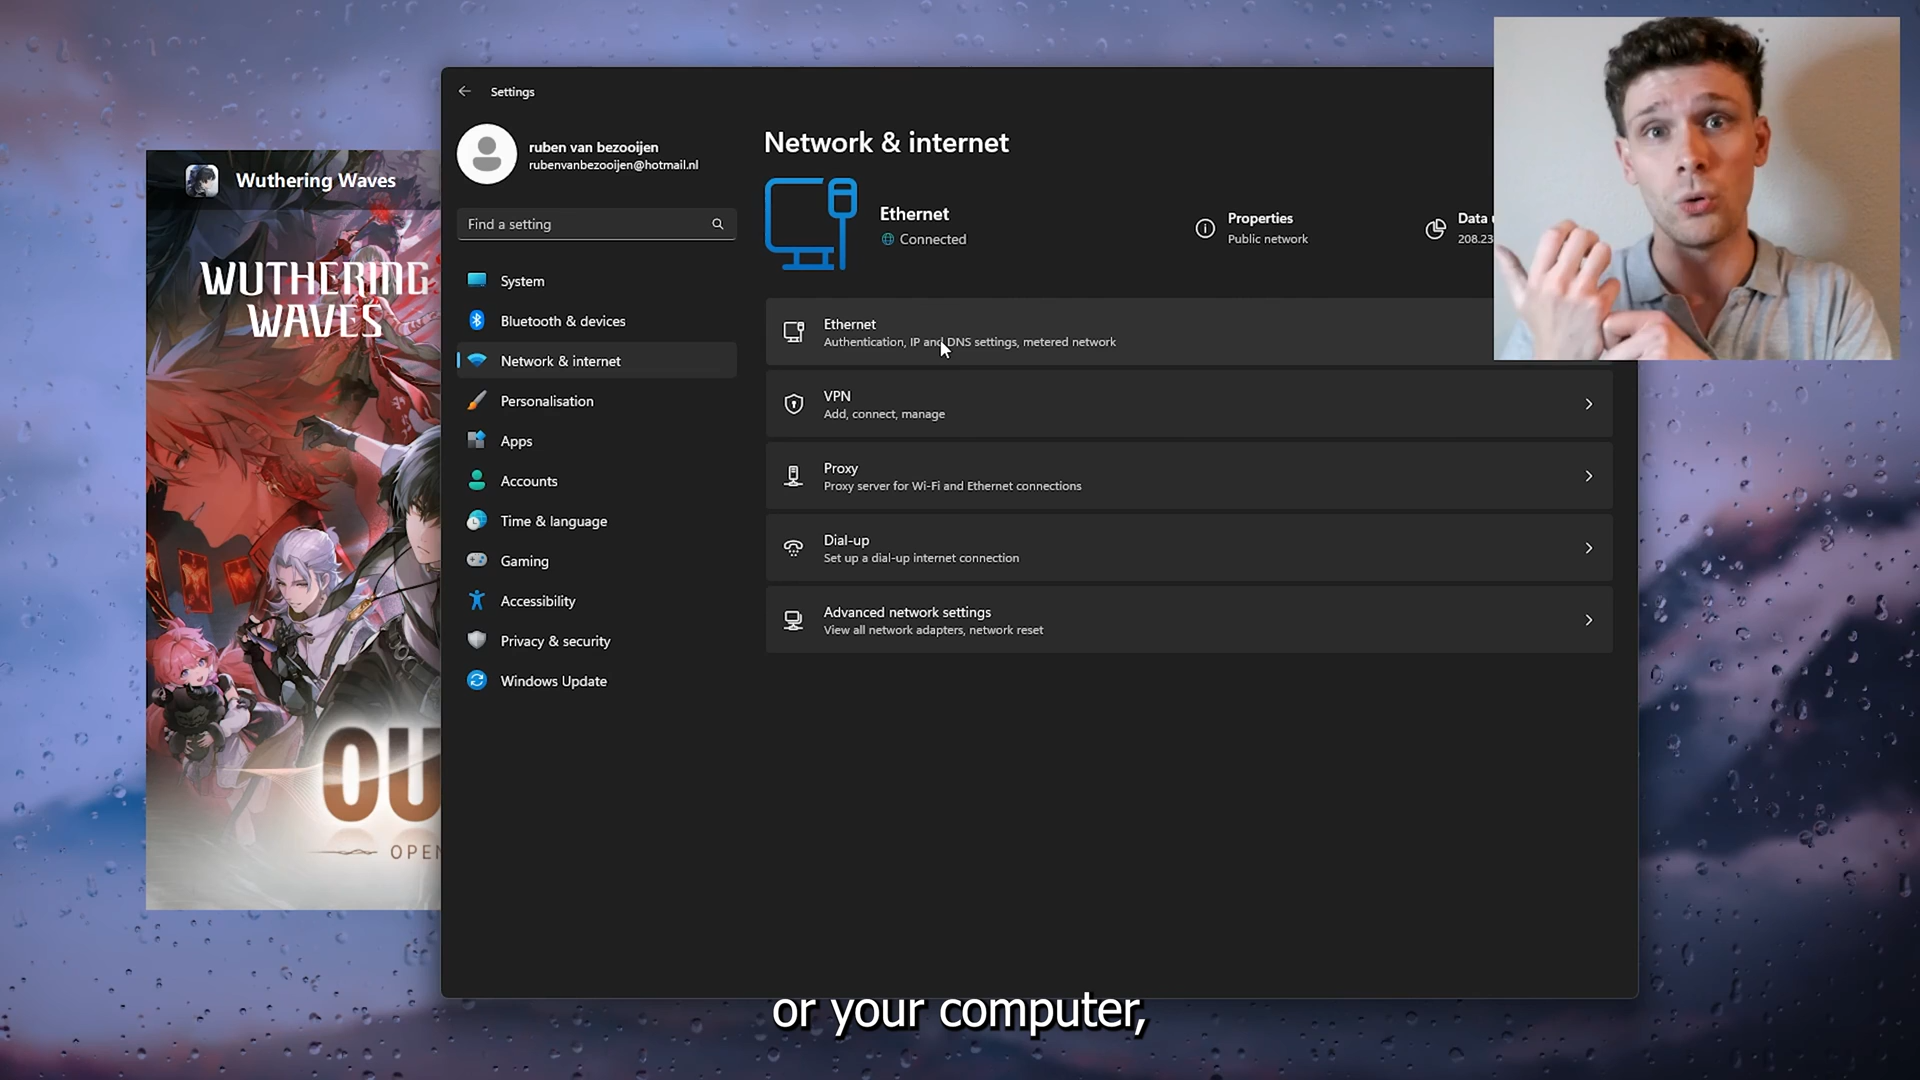 Settings
ruben van bezooijen
rubenvanbezooijen@hotmail.nl
Find a setting
System
Bluetooth & devices
Network & internet
Personalisation
Apps
Accounts
Time & language
Gaming
Accessibility
Privacy & security
Windows Update
Network & internet
Ethernet
Connected
Properties
Public network
Data
208.23
Ethernet
Authentication, IP and DNS settings, metered network
VPN
Add, connect, manage
Proxy
Proxy server for Wi-Fi and Ethernet connections
Dial-up
Set up a dial-up internet connection
Advanced network settings
View all network adapters, network reset
Wuthering Waves
WUTHERING
WAVES
OU
OPEN
or your computer,